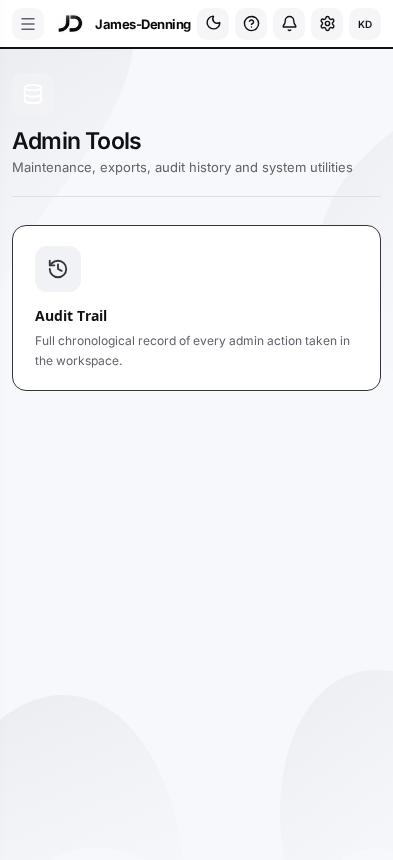 JD James-Denning KD
Admin Tools
Maintenance, exports, audit history and system utilities
Audit Trail
Full chronological record of every admin action taken in
the workspace.